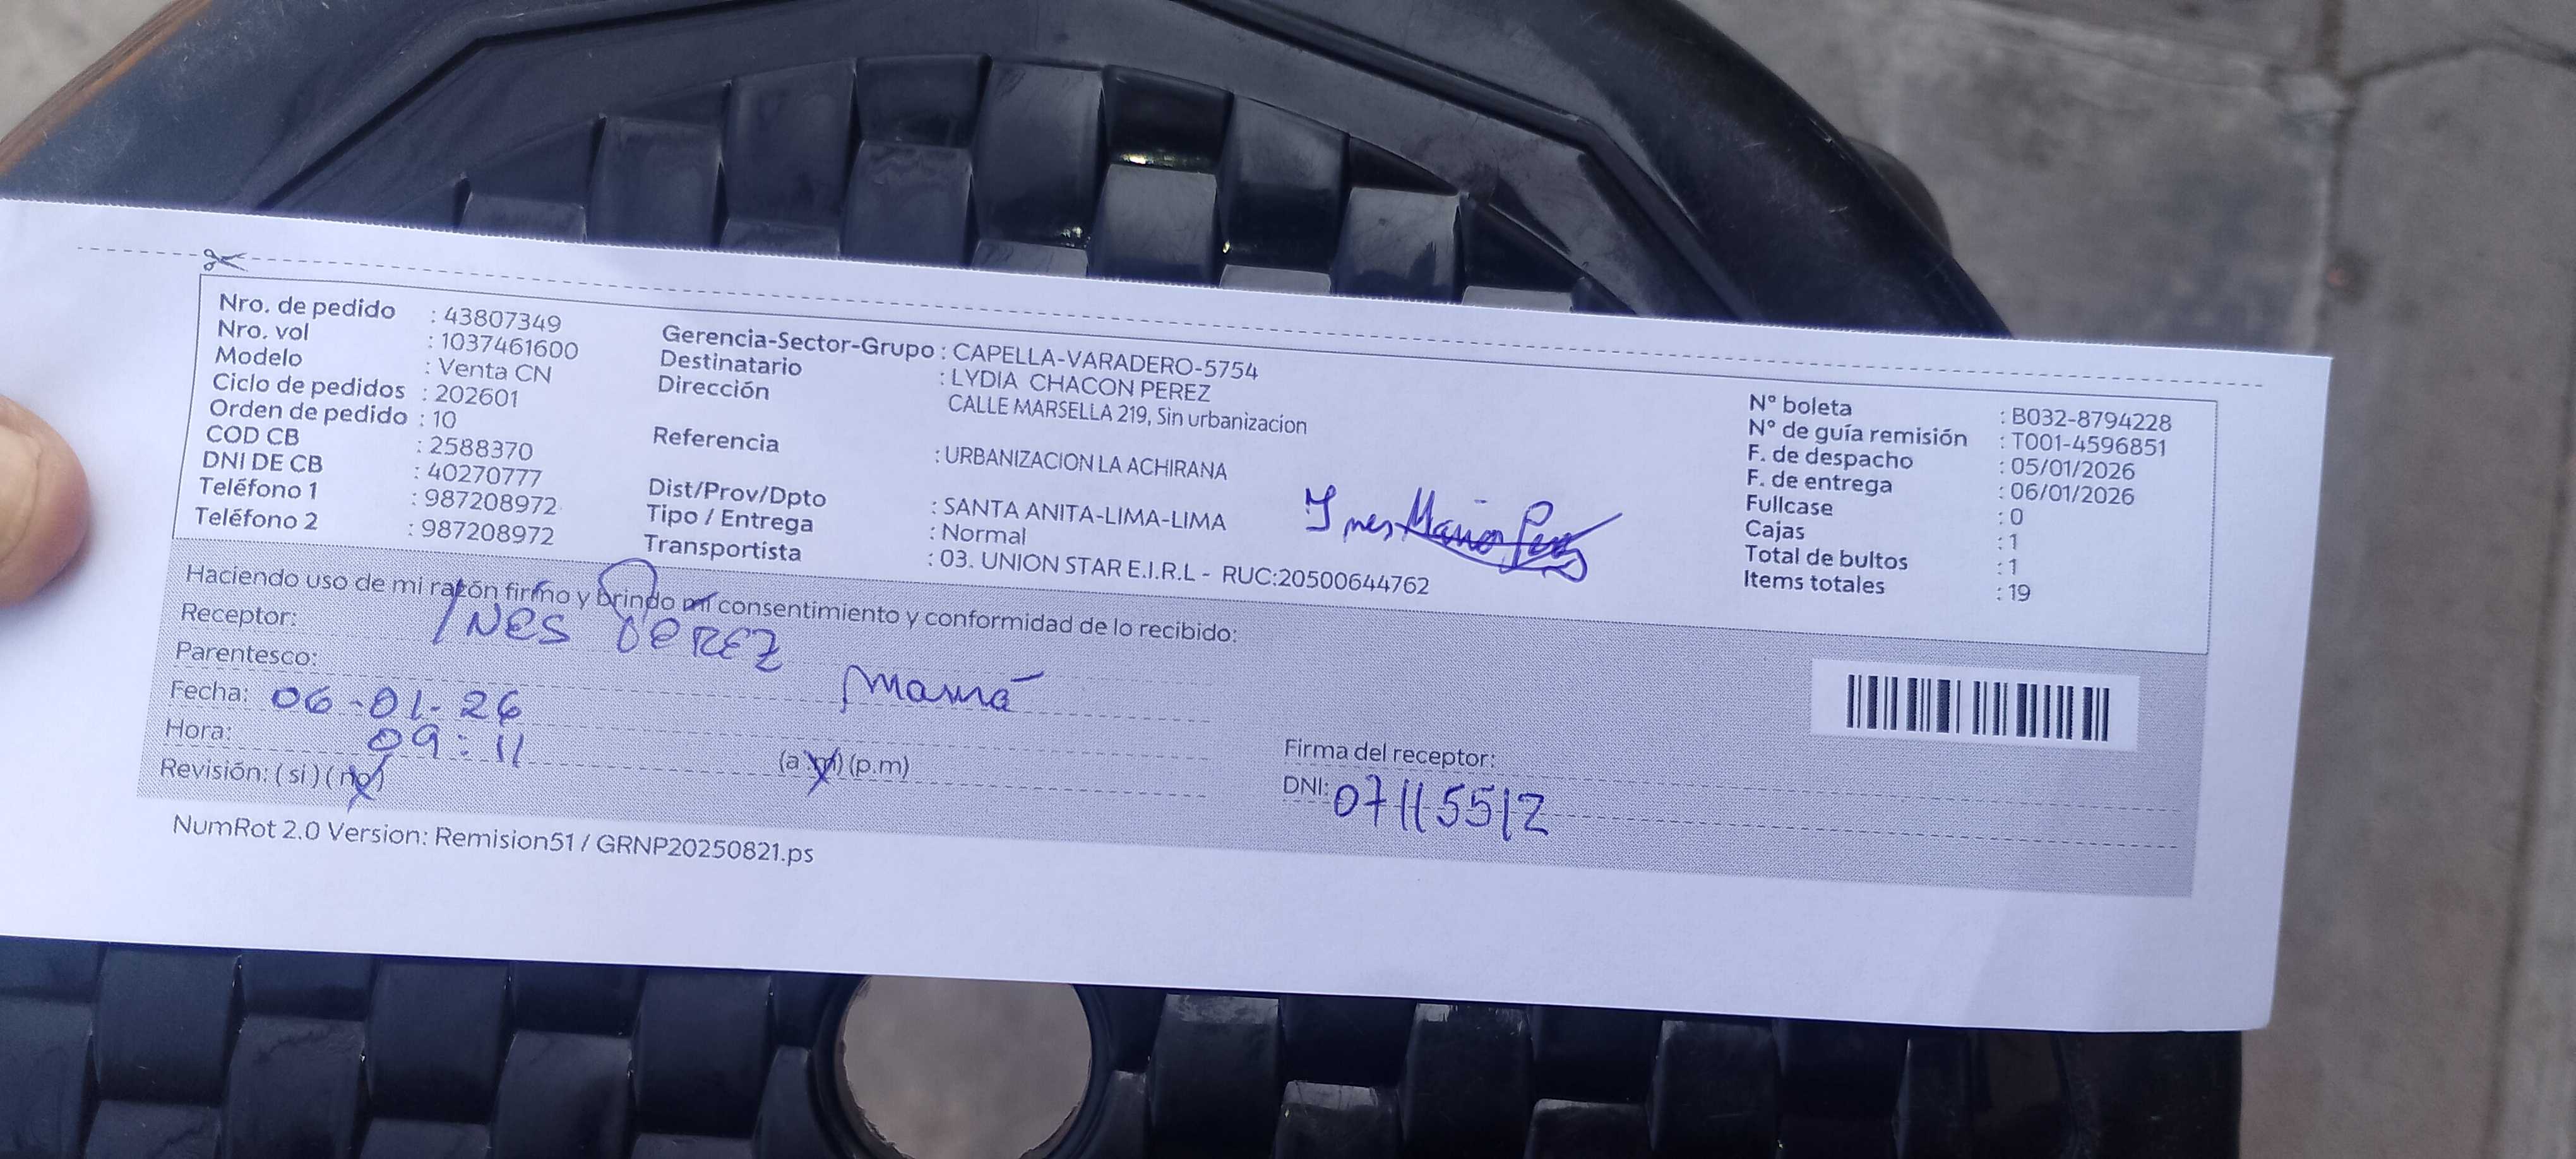 Nro. de pedido : 43807349
Nro. vol : 1037461600
Modelo : Venta CN
Ciclo de pedidos : 202601
Orden de pedido : 10
COD CB : 2588370
DNI DE CB : 40270777
Teléfono 1 : 987208972
Teléfono 2 : 987208972
Gerencia-Sector-Grupo : CAPELLA-VARADERO-5754
Destinatario : LYDIA CHACON PEREZ
Dirección CALLE MARSELLA 219, Sin urbanizacion
Referencia : URBANIZACION LA ACHIRANA
Dist/Prov/Dpto : SANTA ANITA-LIMA-LIMA
Tipo / Entrega : Normal
Transportista : 03. UNION STAR E.I.R.L - RUC:20500644762
Ines
N° boleta : B032-8794228
N° de guía remisión : T001-4596851
F. de despacho : 05/01/2026
F. de entrega : 06/01/2026
Fullcase : 0
Cajas : 1
Total de bultos : 1
Items totales : 19
Haciendo uso de mi razón firmo y brindo mi consentimiento y conformidad de lo recibido:
Receptor: INES PEREZ
Parentesco: Mamá
Fecha: 06-01-26
Hora: 09:11 (a.m) (p.m)
Revisión: ( si ) ( no )
Firma del receptor:
DNI: 07115512
NumRot 2.0 Version: Remision51 / GRNP20250821.ps